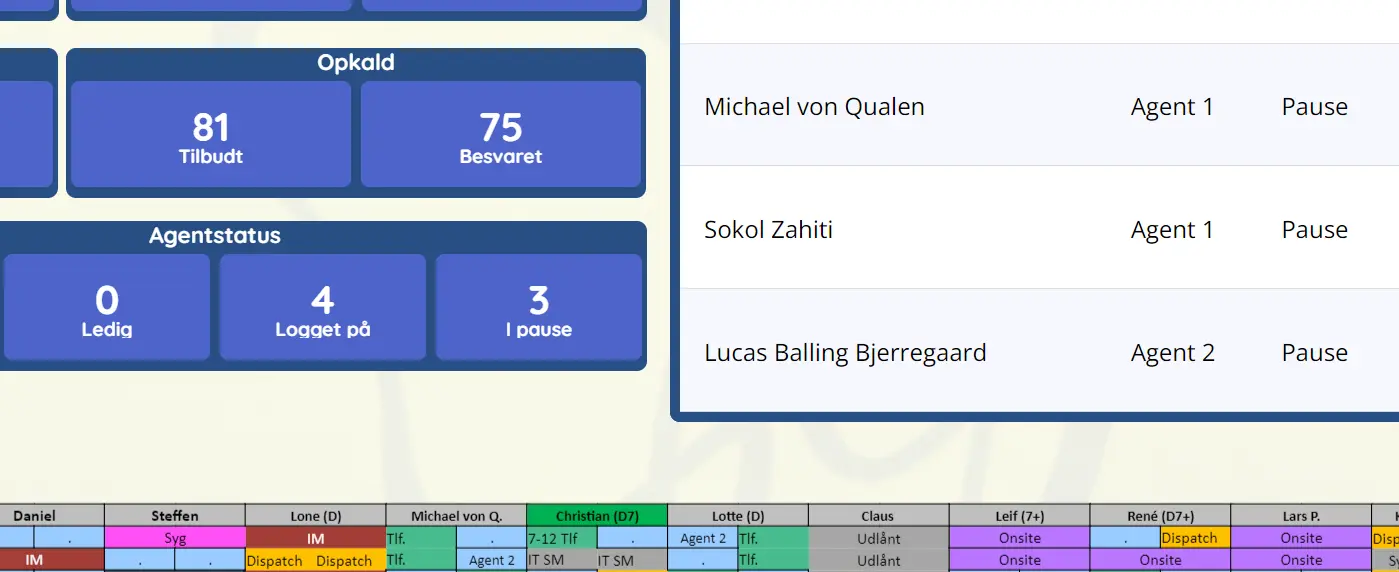 Opkald
81
Tilbudt
75
Besvaret
Agentstatus
0
Ledig
4
Logget på
3
I pause
Michael von Qualen Agent 1 Pause
Sokol Zahiti Agent 1 Pause
Lucas Balling Bjerregaard Agent 2 Pause
Daniel Steffen Lone (D) Michael von Q. Christian (D7) Lotte (D) Claus Leif (7+) René (D7+) Lars P.
. Syg IM Tlf. . 7-12 Tlf . Agent 2 Tlf. Udlånt Onsite . Dispatch Onsite
IM . . Dispatch Dispatch Tlf. Agent 2 IT SM IT SM . Tlf. Udlånt Onsite Onsite Onsite